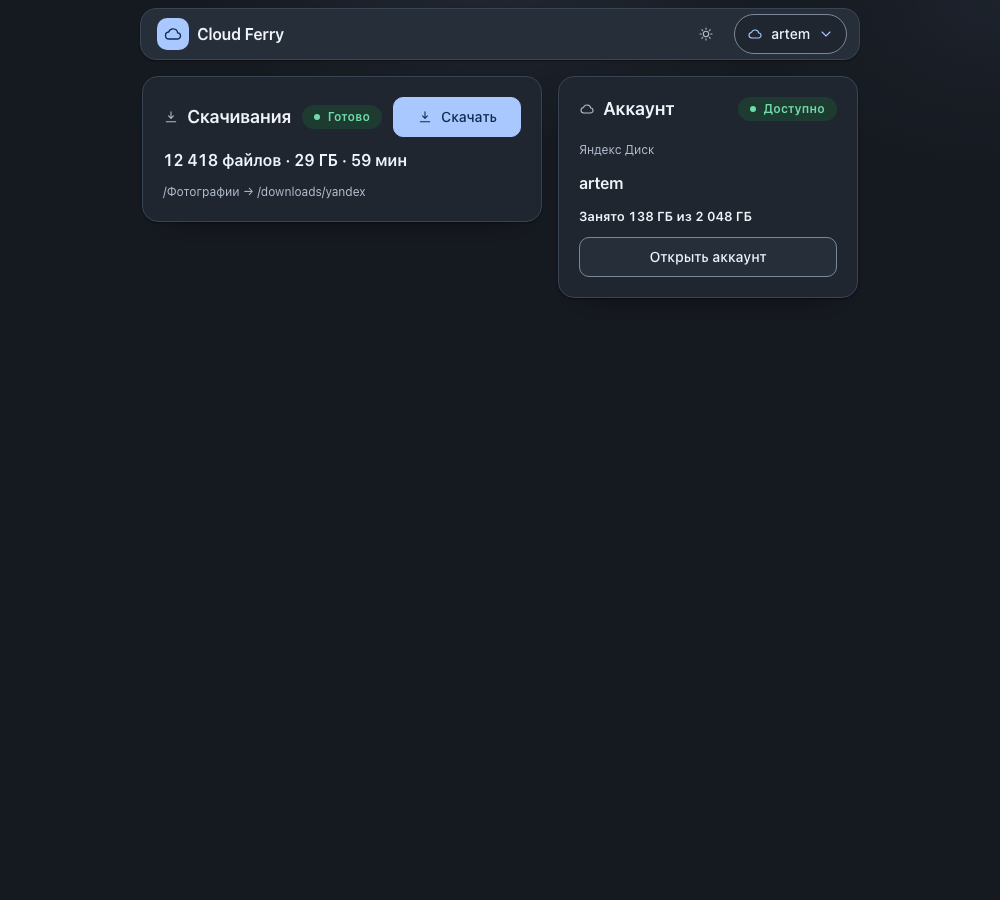 Cloud Ferry
artem
Скачивания
Готово
Скачать
12 418 файлов · 29 ГБ · 59 мин
/Фотографии → /downloads/yandex
Аккаунт
Доступно
Яндекс Диск
artem
Занято 138 ГБ из 2 048 ГБ
Открыть аккаунт